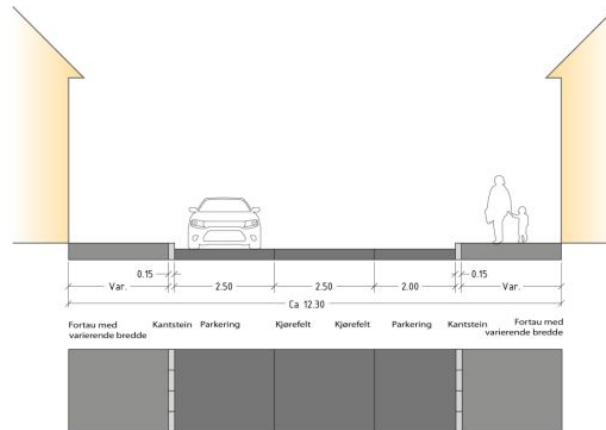 0.15 0.15
Var. 2.50 2.50 2.00 Var.
Ca 12.30
Fortau med varierende bredde Kantstein Parkering Kjørefelt Kjørefelt Parkering Kantstein Fortau med varierende bredde